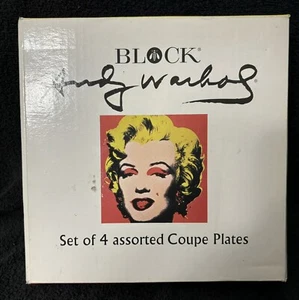 BLOCK®
Andy Warhol®
Set of 4 assorted Coupe Plates